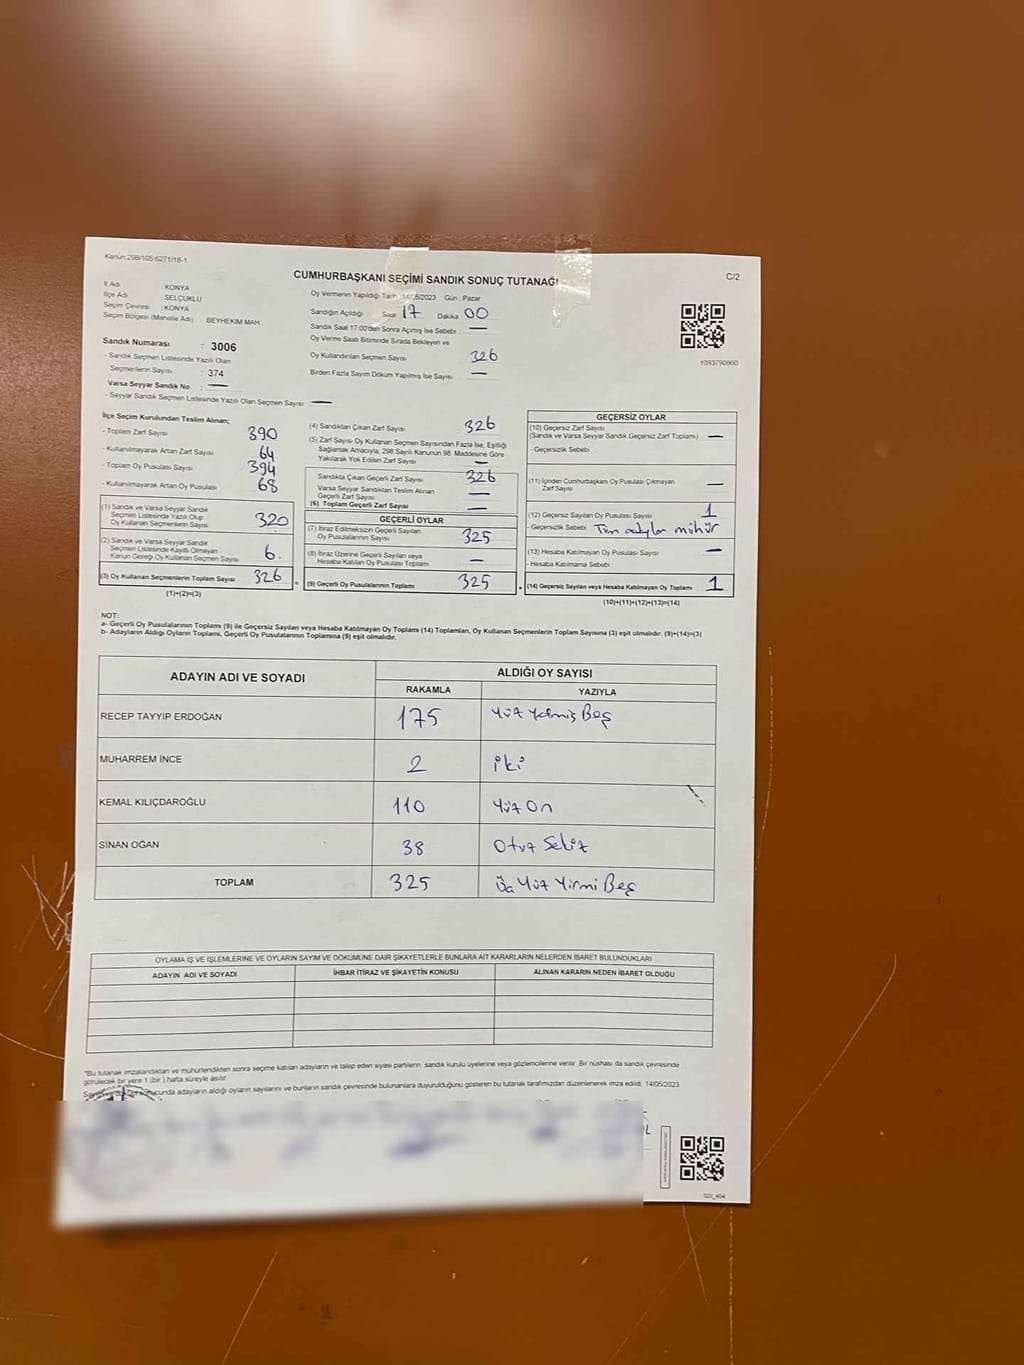 Kanun:298/105:6271/18-1
C/2
CUMHURBAŞKANI SEÇİMİ SANDIK SONUÇ TUTANAĞI
İl Adı : KONYA
İlçe Adı : SELÇUKLU
Seçim Çevresi : KONYA
Seçim Bölgesi (Mahalle Adı) BEYHEKİM MAH.
Sandık Numarası : 3006
- Sandık Seçmen Listesinde Yazılı Olan
Seçmenlerin Sayısı : 374
Varsa Seyyar Sandık No : —
- Seyyar Sandık Seçmen Listesinde Yazılı Olan Seçmen Sayısı —
Oy Vermenin Yapıldığı Tarih 14/05/2023 Gün : Pazar
Sandığın Açıldığı Saat 17 Dakika 00
Sandık Saat 17:00'den Sonra Açılmış İse Sebebi : —
Oy Verme Saati Bitiminde Sırada Bekleyen ve
Oy Kullandırılan Seçmen Sayısı 326
Birden Fazla Sayım Döküm Yapılmış İse Sayısı —
1093790860
İlçe Seçim Kurulundan Teslim Alınan;
- Toplam Zarf Sayısı 390
- Kullanılmayarak Artan Zarf Sayısı 64
- Toplam Oy Pusulası Sayısı 394
- Kullanılmayarak Artan Oy Pusulası 68
(1) Sandık ve Varsa Seyyar Sandık
Seçmen Listesinde Yazılı Olup
Oy Kullanan Seçmenlerin Sayısı 320
(2) Sandık ve Varsa Seyyar Sandık
Seçmen Listesinde Kayıtlı Olmayan
Kanun Gereği Oy Kullanan Seçmen Sayısı 6.
(3) Oy Kullanan Seçmenlerin Toplam Sayısı 326
(1)+(2)=(3)
(4) Sandıktan Çıkan Zarf Sayısı 326
(5) Zarf Sayısı Oy Kullanan Seçmen Sayısından Fazla İse, Eşitliği
Sağlamak Amacıyla, 298 Sayılı Kanunun 98. Maddesine Göre
Yakılarak Yok Edilen Zarf Sayısı —
Sandıkta Çıkan Geçerli Zarf Sayısı 326
Varsa Seyyar Sandıktan Teslim Alınan
Geçerli Zarf Sayısı —
(6) Toplam Geçerli Zarf Sayısı —
GEÇERLİ OYLAR
(7) İtiraz Edilmeksizin Geçerli Sayılan
Oy Pusulalarının Sayısı 325
(8) İtiraz Üzerine Geçerli Sayılan veya
Hesaba Katılan Oy Pusulası Toplamı —
(9) Geçerli Oy Pusulalarının Toplamı 325
GEÇERSİZ OYLAR
(10) Geçersiz Zarf Sayısı
(Sandık ve Varsa Seyyar Sandık Geçersiz Zarf Toplamı) —
- Geçersizlik Sebebi
(11) İçinden Cumhurbaşkanı Oy Pusulası Çıkmayan
Zarf Sayısı —
(12) Geçersiz Sayılan Oy Pusulası Sayısı 1
- Geçersizlik Sebebi Tüm adaylar mühür
(13) Hesaba Katılmayan Oy Pusulası Sayısı —
- Hesaba Katılmama Sebebi :
(14) Geçersiz Sayılan veya Hesaba Katılmayan Oy Toplamı 1
(10)+(11)+(12)+(13)=(14)
NOT:
a- Geçerli Oy Pusulalarının Toplamı (9) ile Geçersiz Sayılan veya Hesaba Katılmayan Oy Toplamı (14) Toplamları, Oy Kullanan Seçmenlerin Toplam Sayısına (3) eşit olmalıdır. (9)+(14)=(3)
b- Adayların Aldığı Oyların Toplamı, Geçerli Oy Pusulalarının Toplamına (9) eşit olmalıdır.
ADAYIN ADI VE SOYADI ALDIĞI OY SAYISI
RAKAMLA YAZIYLA
RECEP TAYYİP ERDOĞAN 175 Yüz Yetmiş Beş
MUHARREM İNCE 2 iki
KEMAL KILIÇDAROĞLU 110 Yüz On
SİNAN OĞAN 38 Otuz Sekiz
TOPLAM 325 Üç Yüz Yirmi Beş
OYLAMA İŞ VE İŞLEMLERİNE VE OYLARIN SAYIM VE DÖKÜMÜNE DAİR ŞİKAYETLERLE BUNLARA AİT KARARLARIN NELERDEN İBARET BULUNDUKLARI
ADAYIN ADI VE SOYADI İHBAR İTİRAZ VE ŞİKAYETİN KONUSU ALINAN KARARIN NEDEN İBARET OLDUĞU
"Bu tutanak imzalandıktan ve mühürlendikten sonra seçime katılan adayların ve talep eden siyasi partilerin sandık kurulu üyelerine veya gözlemcilerine verilir. Bir nüshası da sandık çevresinde
görülecek bir yere 1 (bir ) hafta süreyle asılır.
adayların aldığı oyların sayılarını ve bunların sandık çevresinde bulunanlara duyurulduğunu gösteren bu tutanak tarafımızdan düzenlenerek imza edildi. 14/05/2023